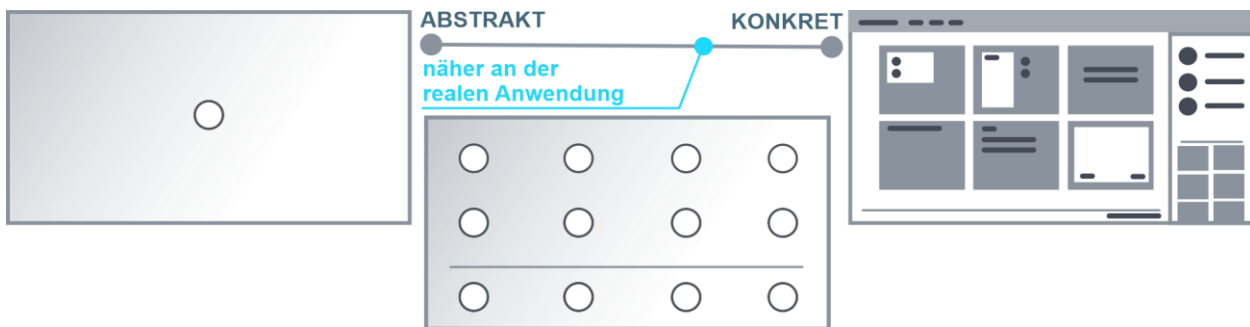 ABSTRAKT
KONKRET
näher an der
realen Anwendung